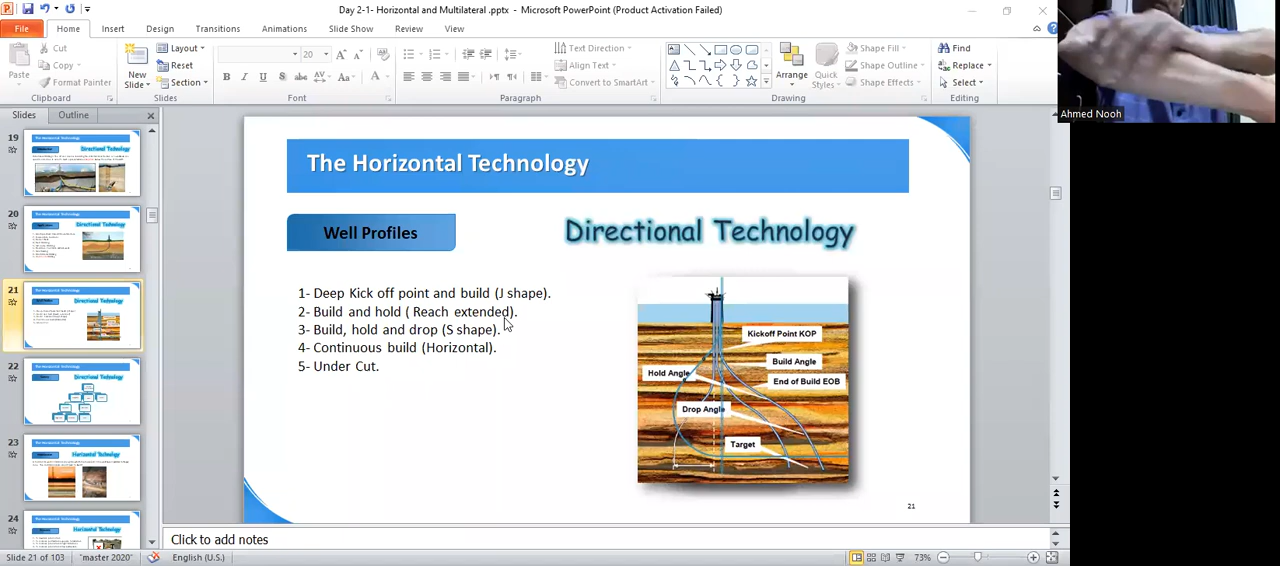 Day 2-1- Horizontal and Multilateral .pptx - Microsoft PowerPoint (Product Activation Failed)
File Home Insert Design Transitions Animations Slide Show Review View
Cut
Copy
Format Painter
Paste
Clipboard
New
Slide
Layout
Reset
Section
Slides
20
Font
Text Direction
Align Text
Convert to SmartArt
Paragraph
Arrange
Quick
Styles
Shape Fill
Shape Outline
Shape Effects
Drawing
Find
Replace
Select
Editing
Ahmed Nooh
Slides Outline
19
20
21
22
23
24
The Horizontal Technology
Well Profiles
Directional Technology
1- Deep Kick off point and build (J shape).
2- Build and hold ( Reach extended).
3- Build, hold and drop (S shape).
4- Continuous build (Horizontal).
5- Under Cut.
Kickoff Point KOP
Build Angle
Hold Angle
End of Build EOB
Drop Angle
Target
21
Click to add notes
Slide 21 of 103 "master 2020" English (U.S.) 73%